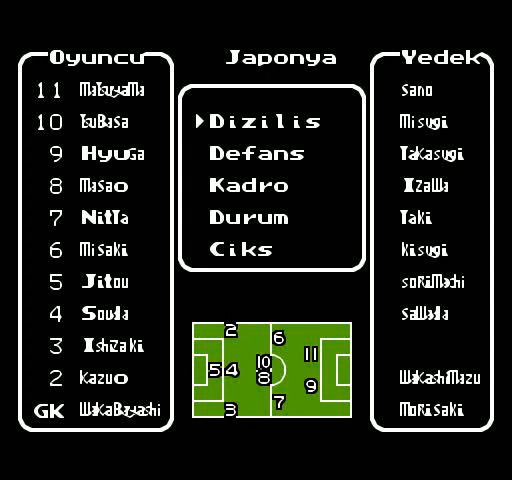 Oyuncu
11 MaTsuyaMa
10 TsuBaSa
9 HyuGa
8 MaSao
7 NitTa
6 MiSaki
5 Jitou
4 Souda
3 IshiZaki
2 Kazuo
GK WaKaBayashi
Japonya
Dizilis
Defans
Kadro
Durum
Ciks
2
6
11
10
5 4
8
9
7
3
Yedek
Sano
Misugi
TaKasugi
IZaWa
Taki
kisugi
soRiMachi
SaWaDa
WaKashiMazu
MoRiSaki